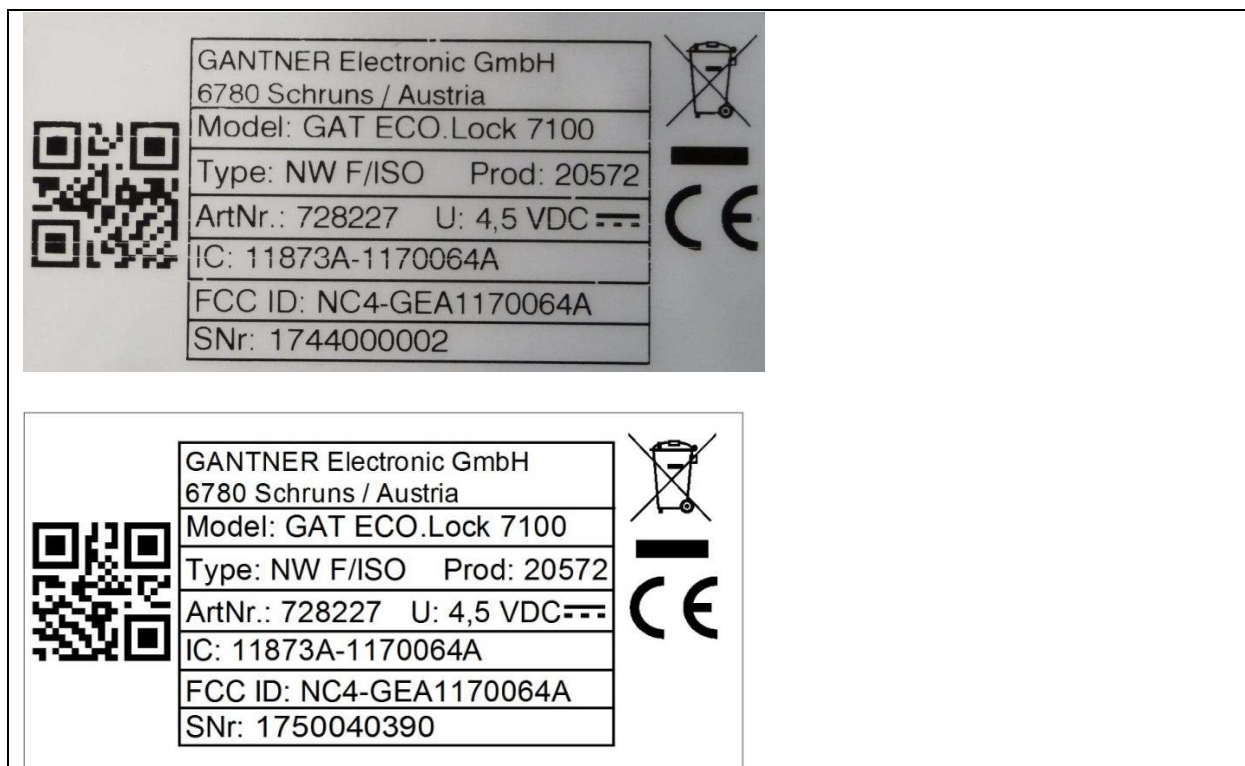 GANTNER Electronic GmbH
6780 Schruns / Austria
Model: GAT ECO.Lock 7100
Type: NW F/ISO Prod: 20572
ArtNr.: 728227 U: 4,5 VDC
IC: 11873A-1170064A
FCC ID: NC4-GEA1170064A
SNr: 1744000002
CE
GANTNER Electronic GmbH
6780 Schruns / Austria
Model: GAT ECO.Lock 7100
Type: NW F/ISO Prod: 20572
ArtNr.: 728227 U: 4,5 VDC
IC: 11873A-1170064A
FCC ID: NC4-GEA1170064A
SNr: 1750040390
CE